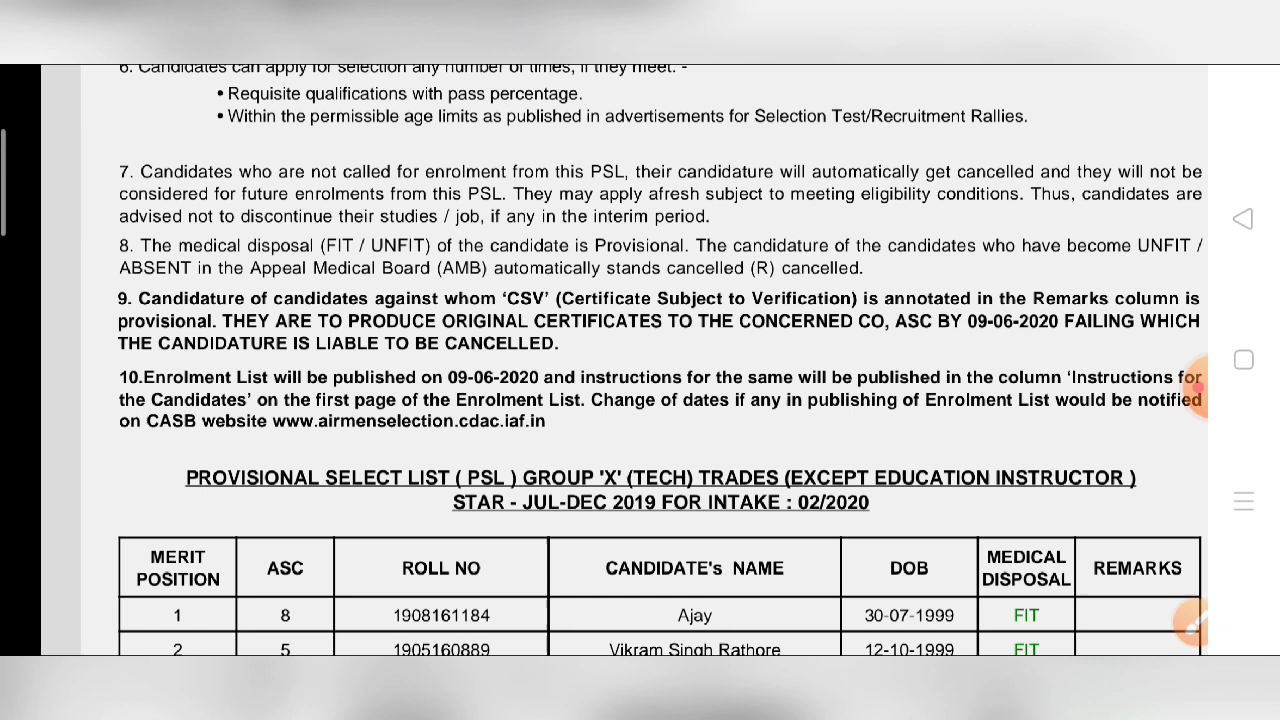 6. Candidates can apply for selection any number of times, if they meet: -
• Requisite qualifications with pass percentage.
• Within the permissible age limits as published in advertisements for Selection Test/Recruitment Rallies.
7. Candidates who are not called for enrolment from this PSL, their candidature will automatically get cancelled and they will not be
considered for future enrolments from this PSL. They may apply afresh subject to meeting eligibility conditions. Thus, candidates are
advised not to discontinue their studies / job, if any in the interim period.
8. The medical disposal (FIT / UNFIT) of the candidate is Provisional. The candidature of the candidates who have become UNFIT /
ABSENT in the Appeal Medical Board (AMB) automatically stands cancelled (R) cancelled.
9. Candidature of candidates against whom ‘CSV’ (Certificate Subject to Verification) is annotated in the Remarks column is
provisional. THEY ARE TO PRODUCE ORIGINAL CERTIFICATES TO THE CONCERNED CO, ASC BY 09-06-2020 FAILING WHICH
THE CANDIDATURE IS LIABLE TO BE CANCELLED.
10.Enrolment List will be published on 09-06-2020 and instructions for the same will be published in the column ‘Instructions for
the Candidates’ on the first page of the Enrolment List. Change of dates if any in publishing of Enrolment List would be notified
on CASB website www.airmenselection.cdac.iaf.in
PROVISIONAL SELECT LIST ( PSL ) GROUP 'X' (TECH) TRADES (EXCEPT EDUCATION INSTRUCTOR )
STAR - JUL-DEC 2019 FOR INTAKE : 02/2020
MERIT POSITION ASC ROLL NO CANDIDATE's NAME DOB MEDICAL DISPOSAL REMARKS
1 8 1908161184 Ajay 30-07-1999 FIT
2 5 1905160889 Vikram Singh Rathore 12-10-1999 FIT